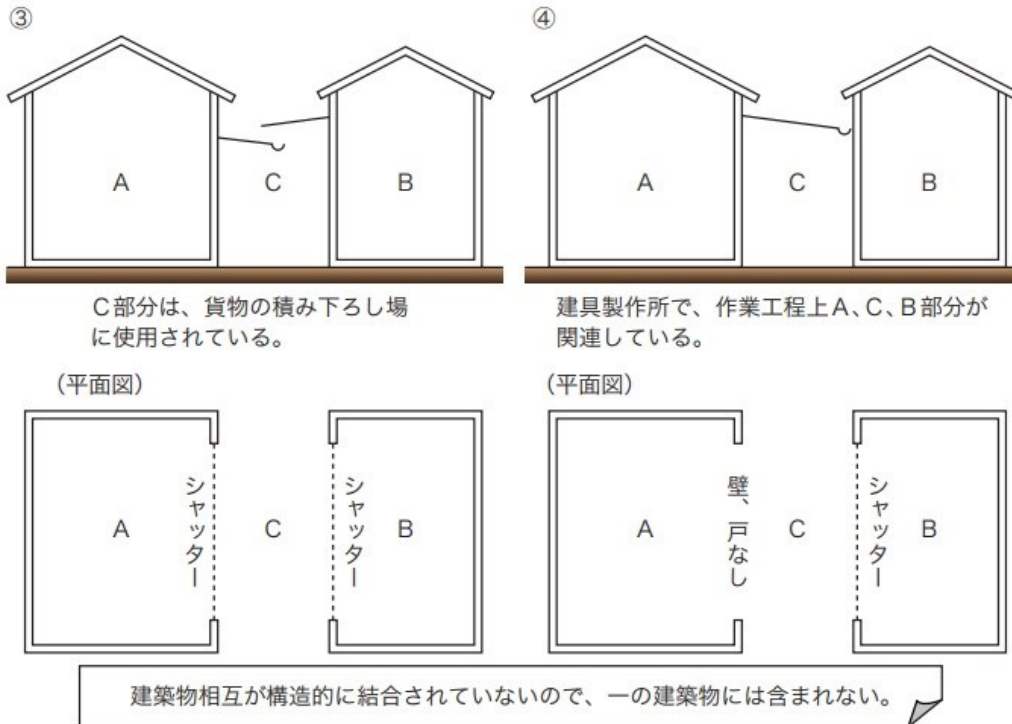 ③
A
C
B
C部分は、貨物の積み下ろし場
に使用されている。
(平面図)
A
シャッター
C
シャッター
B
④
A
C
B
建具製作所で、作業工程上A、C、B部分が
関連している。
(平面図)
A
壁、戸なし
C
シャッター
B
建築物相互が構造的に結合されていないので、一の建築物には含まれない。